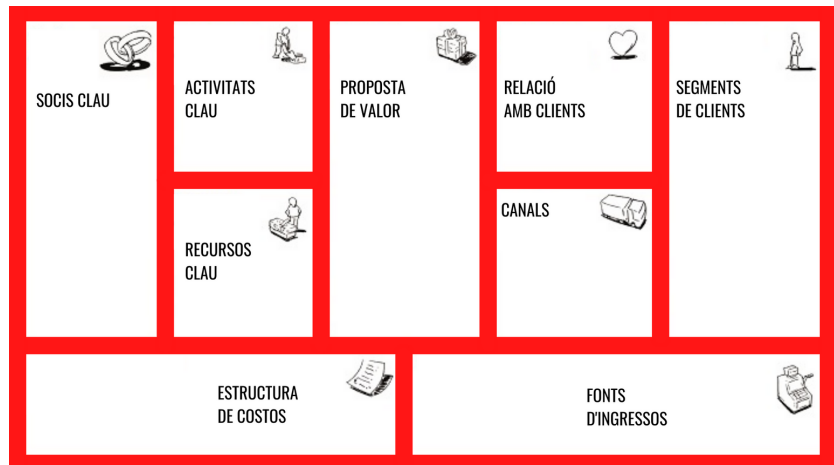 SOCIS CLAU
ACTIVITATS
CLAU
RECURSOS
CLAU
PROPOSTA
DE VALOR
RELACIÓ
AMB CLIENTS
CANALS
SEGMENTS
DE CLIENTS
ESTRUCTURA
DE COSTOS
FONTS
D'INGRESSOS